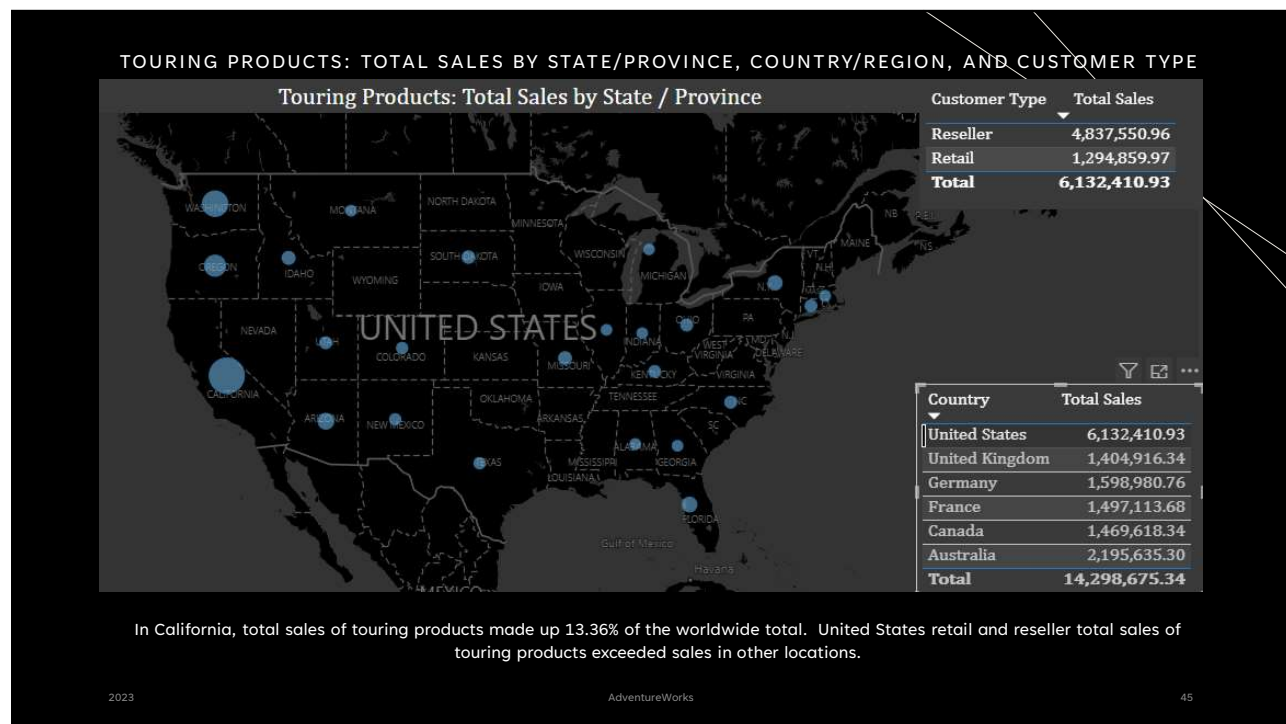 TOURING PRODUCTS: TOTAL SALES BY STATE/PROVINCE, COUNTRY/REGION, AND CUSTOMER TYPE
Touring Products: Total Sales by State / Province
Customer Type Total Sales
Reseller 4,837,550.96
Retail 1,294,859.97
Total 6,132,410.93
WASHINGTON
MONTANA
NORTH DAKOTA
MINNESOTA
NB
P.E.I.
OREGON
IDAHO
SOUTH DAKOTA
WISCONSIN
MAINE
NS
WYOMING
MICHIGAN
VT
N.H.
IOWA
N.Y.
NEVADA
UNITED STATES
OHIO
PA
UTAH
COLORADO
KANSAS
MISSOURI
INDIANA
WEST
VIRGINIA
DELAWARE
CALIFORNIA
KENTUCKY
VIRGINIA
OKLAHOMA
TENNESSEE
NC
ARIZONA
NEW MEXICO
ARKANSAS
SC
TEXAS
MISSISSIPPI
ALABAMA
GEORGIA
LOUISIANA
FLORIDA
Gulf of Mexico
Havana
MEXICO
Country Total Sales
United States 6,132,410.93
United Kingdom 1,404,916.34
Germany 1,598,980.76
France 1,497,113.68
Canada 1,469,618.34
Australia 2,195,635.30
Total 14,298,675.34
In California, total sales of touring products made up 13.36% of the worldwide total. United States retail and reseller total sales of
touring products exceeded sales in other locations.
2023 AdventureWorks 45